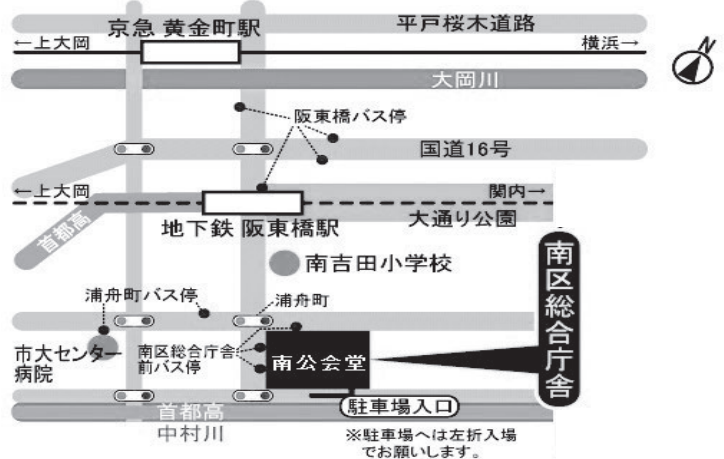 京急 黄金町駅
平戸桜木道路
←上大岡
横浜→
N
大岡川
阪東橋バス停
国道16号
←上大岡
関内→
首都高
地下鉄 阪東橋駅
大通り公園
南吉田小学校
浦舟町バス停
浦舟町
南区総合庁舎
市大センター
病院
南区総合庁舎
前バス停
南公会堂
駐車場入口
首都高
中村川
※駐車場へは左折入場
でお願いします。